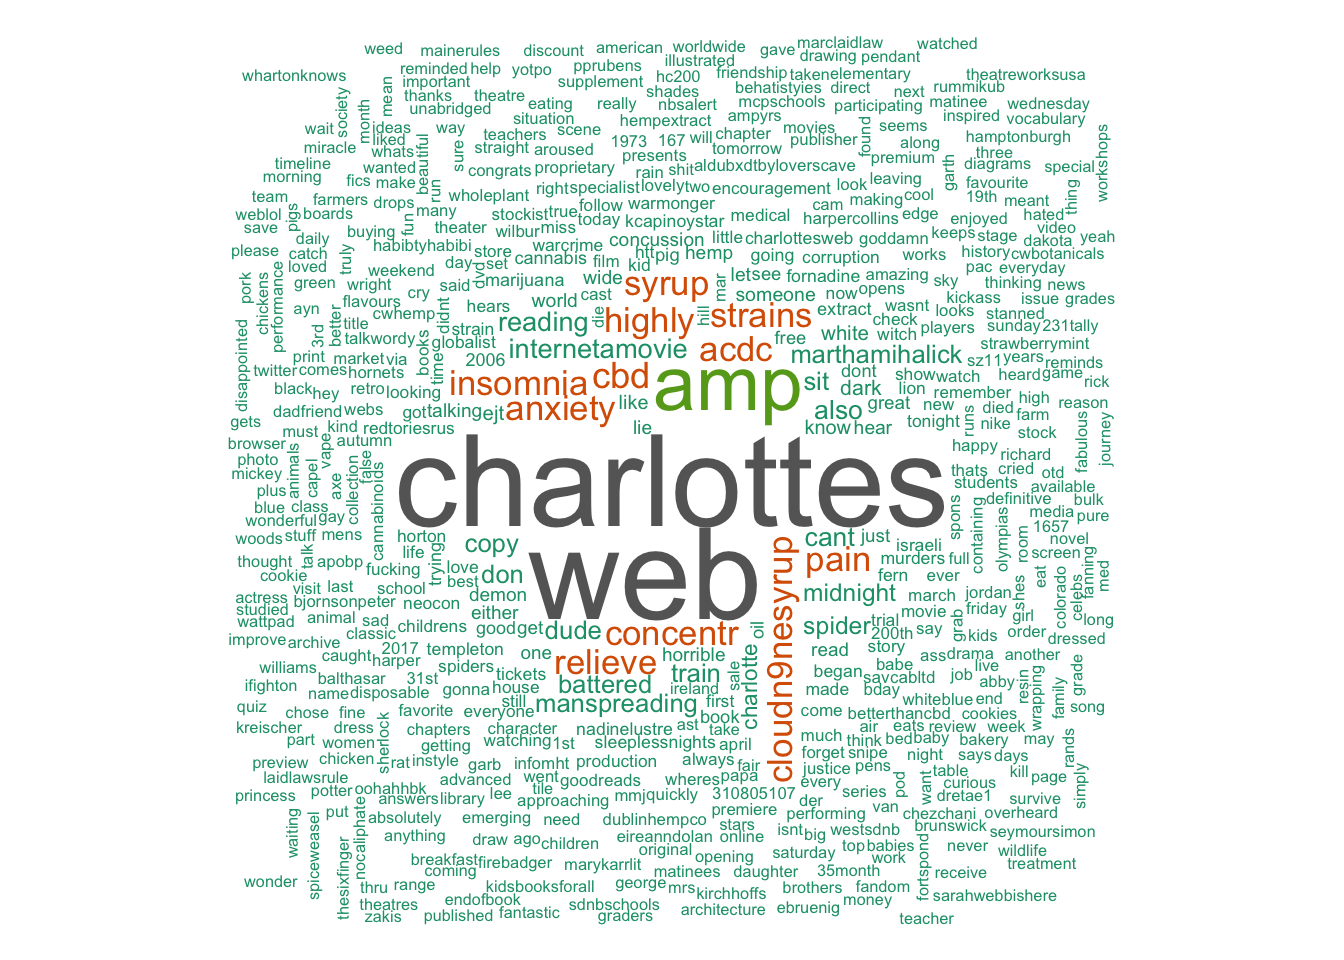 weed mainerules discount american worldwide gave marclaidlaw watched
whartonknows reminded help yotpo pprubens illustrated drawing pendant
important supplement hc200 friendship taken elementary theatreworksusa
thanks theatre eating really shades behatistyies direct next rummikub
unabridged situation nbsalert mcpschools participating matinee wednesday
society month mean wait ideas way teachers scene hempextract ampyrs movies inspired vocabulary
miracle liked whats sure straight aroused 1973 167 will chapter publisher found seems hamptonburgh
timeline wanted beautiful congrats proprietary presents tomorrow premium along three workshops
morning fics make run rain shit aldubxdtbyloverscave garth diagrams special
team farmers drops wholeplant rightspecialist lovely two encouragement look leaving favourite thing
weblol boards pigs fun many stockist true follow warmonger cam making cool 19th meant
save buying theater wilbur miss today kcapinoystar medical harpercollins edge enjoyed hated
please daily truly habibtyhabibi store warcrime concussion little charlottesweb goddamn keeps stage video yeah
catch day set cannabis film httpig hemp going corruption works history dakota
pork loved weekend dvd marijuana wide kid letsee fornadine amazing sky pac cwbotanicals everyday
chickens green wright said syrup mar someone now opens thinking news
performance flavours cry hears world cast kickass issue grades
ayn cwhemp didnt reading die highly hill strains extract wasnt looks stanned
3rd better title strain free white check players sunday 231tally
talkwordy globalist witch strawberrymint
disappointed print market via books time 2006 internetamovie acdc marthamihalick sz11 years reminds
twitter comes hornets insomnia cbd amp sit dont show watch heard game rick
black hey retro looking dark lion remember high reason
dadfriend webs got talking ejt anxiety like also great new died farm
gets must kind redtoriesrus lie know hear tonight runs nike stock fabulous journey
browser autumn happy richard
photo animals vape false charlottes thats cried otd
mickey capel axe collection cannabinoids students available
plus definitive bulk
blue class spons containing media pure
wonderful gay 1657
woods stuff mens horton copy web cloudn9nesyrup cant just israeli olympias room novel
thought talk apobp life pain murders full screen
cookie fucking trying love don fern ever eat fanning med
visit last school best midnight march jordan shes colorado celebs
actress bjornsonpeter neocon demon movie friday girl long
studied either spider trial grab
wattpad animal sad childrens good get dude concentr oil 200th say kids order dressed
improve archive classic
caught 2017 templeton one relieve horrible read story ass drama another
williams harper spiders charlotte began babe job live
balthasar 31st tickets train sale savcabltd abby resin grade
ifighton name disposable gonna house battered ireland made bday whiteblue end wrapping family
quiz still manspreading first come betterthancbd cookies song
chose fine favorite everyone book air eats review week
kreischer dress chapters character nadinelustre ast take much think bedbaby bakery may
part women sherlock getting watching 1st sleeplessnights april forget snipe night says days rands
preview chicken rat instyle garb infomht production always fair justice pens table kill page simply
laidlawsrule advanced went goodreads wheres papa every pod want curious
princess potter oohahhbk answers library lee tile approaching mmjquickly 310805107 series dretae1 survive
put absolutely emerging need dublinhempco premiere der performing van chezchani overheard
waiting nocaliphate anything draw ago children eireanndolan online stars isnt big westsdnb brunswick seymoursimon
spiceweasel thesixfinger original opening saturday top babies never wildlife
breakfast firebadger marykarrlit matinees daughter 35month work fortspond treatment
coming receive
wonder thru range kidsbooksforall george mrs kirchhoffs brothers fandom sarahwebbishere
theatres endofbook sdnbschools architecture ebruenig money
zakis published fantastic graders teacher